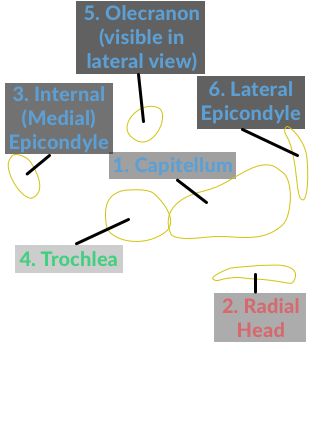 5. Olecranon
(visible in
lateral view)
3. Internal
(Medial)
Epicondyle
6. Lateral
Epicondyle
1. Capitellum
4. Trochlea
2. Radial
Head